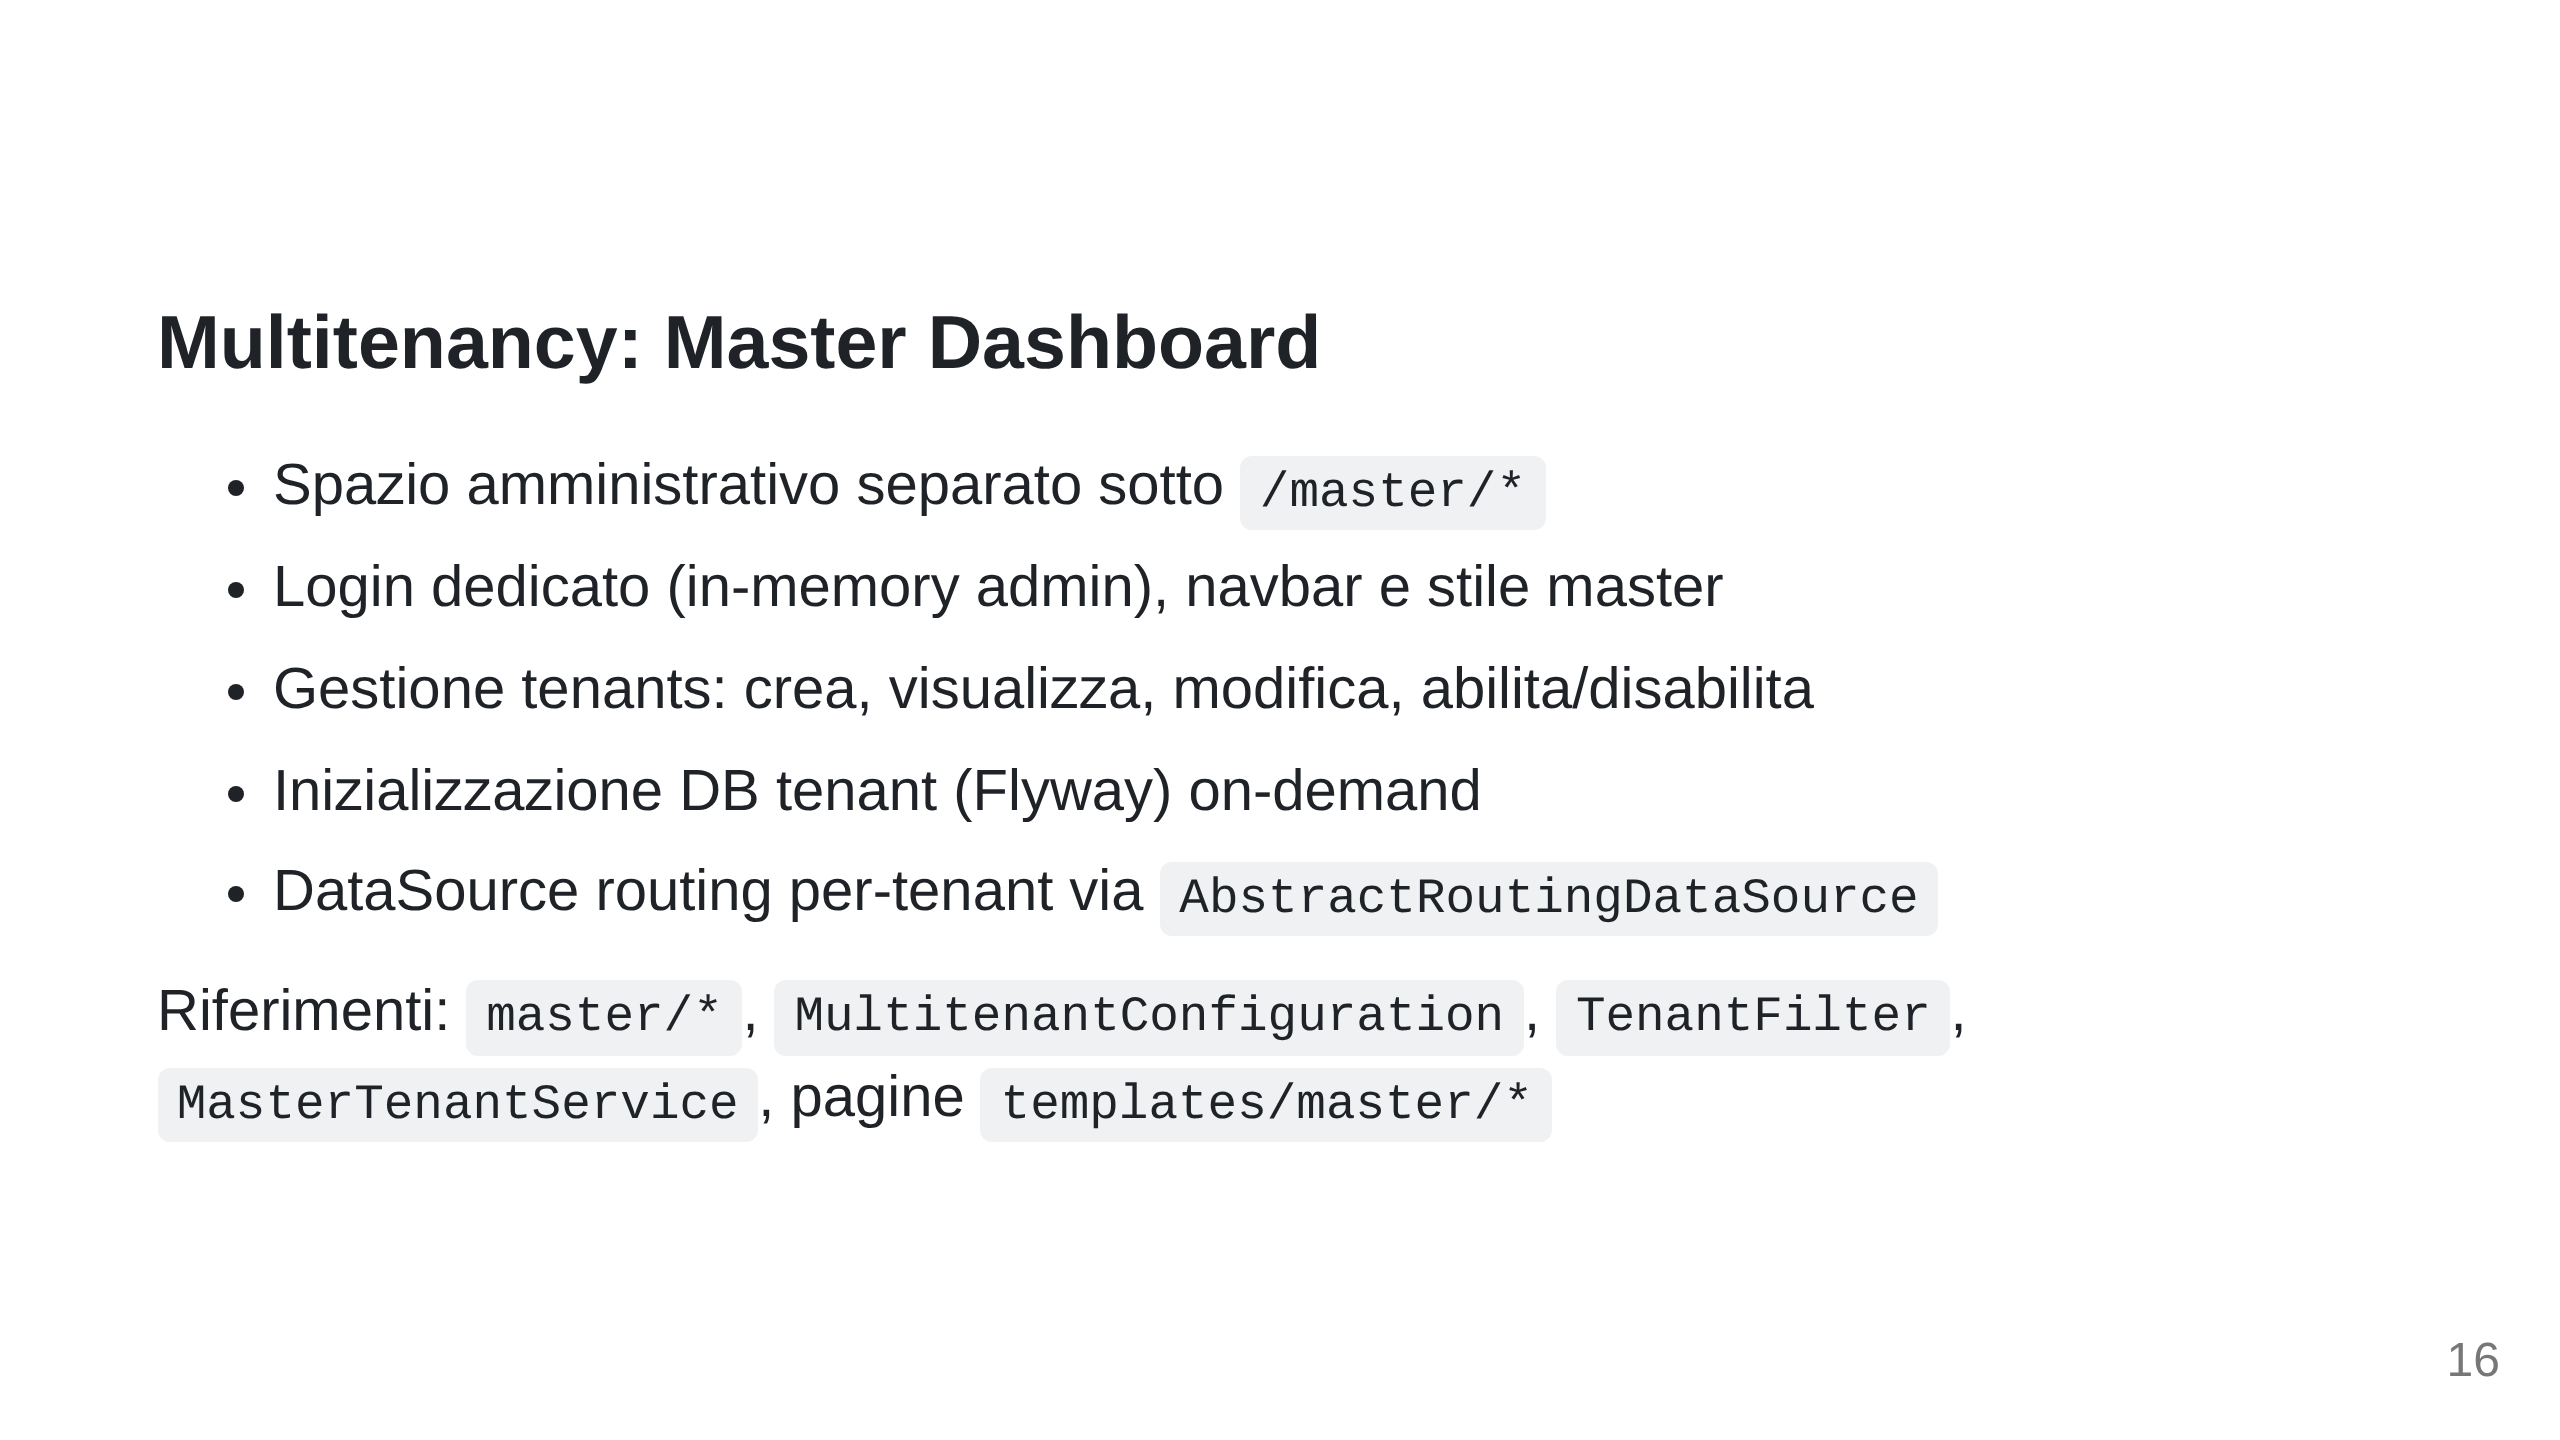 Multitenancy: Master Dashboard
• Spazio amministrativo separato sotto /master/*
• Login dedicato (in-memory admin), navbar e stile master
• Gestione tenants: crea, visualizza, modifica, abilita/disabilita
• Inizializzazione DB tenant (Flyway) on-demand
• DataSource routing per-tenant via AbstractRoutingDataSource
Riferimenti: master/*, MultitenantConfiguration, TenantFilter,
MasterTenantService, pagine templates/master/*
16